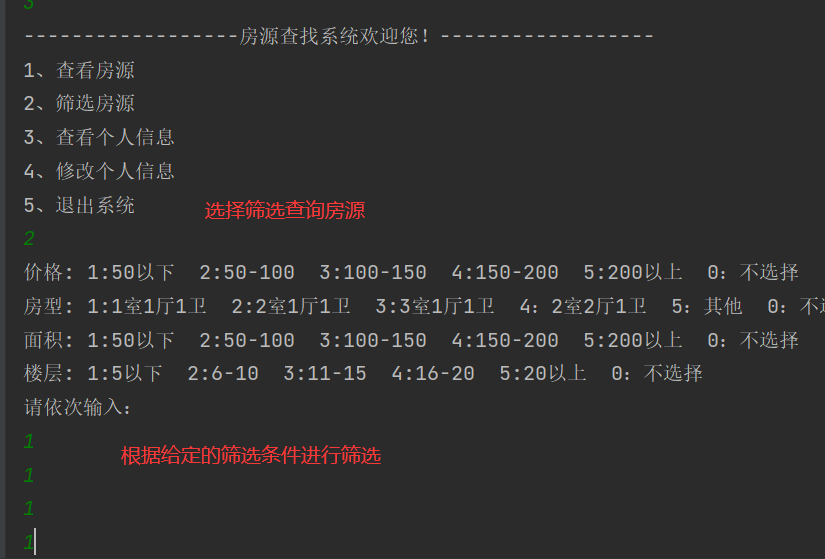 3
------------------房源查找系统欢迎您！------------------
1、查看房源
2、筛选房源
3、查看个人信息
4、修改个人信息
5、退出系统
选择筛选查询房源
2
价格: 1:50以下  2:50-100  3:100-150  4:150-200  5:200以上  0：不选择
房型: 1:1室1厅1卫  2:2室1厅1卫  3:3室1厅1卫  4：2室2厅1卫  5：其他  0：不
面积: 1:50以下  2:50-100  3:100-150  4:150-200  5:200以上  0：不选择
楼层: 1:5以下  2:6-10  3:11-15  4:16-20  5:20以上  0：不选择
请依次输入：
1
根据给定的筛选条件进行筛选
1
1
1